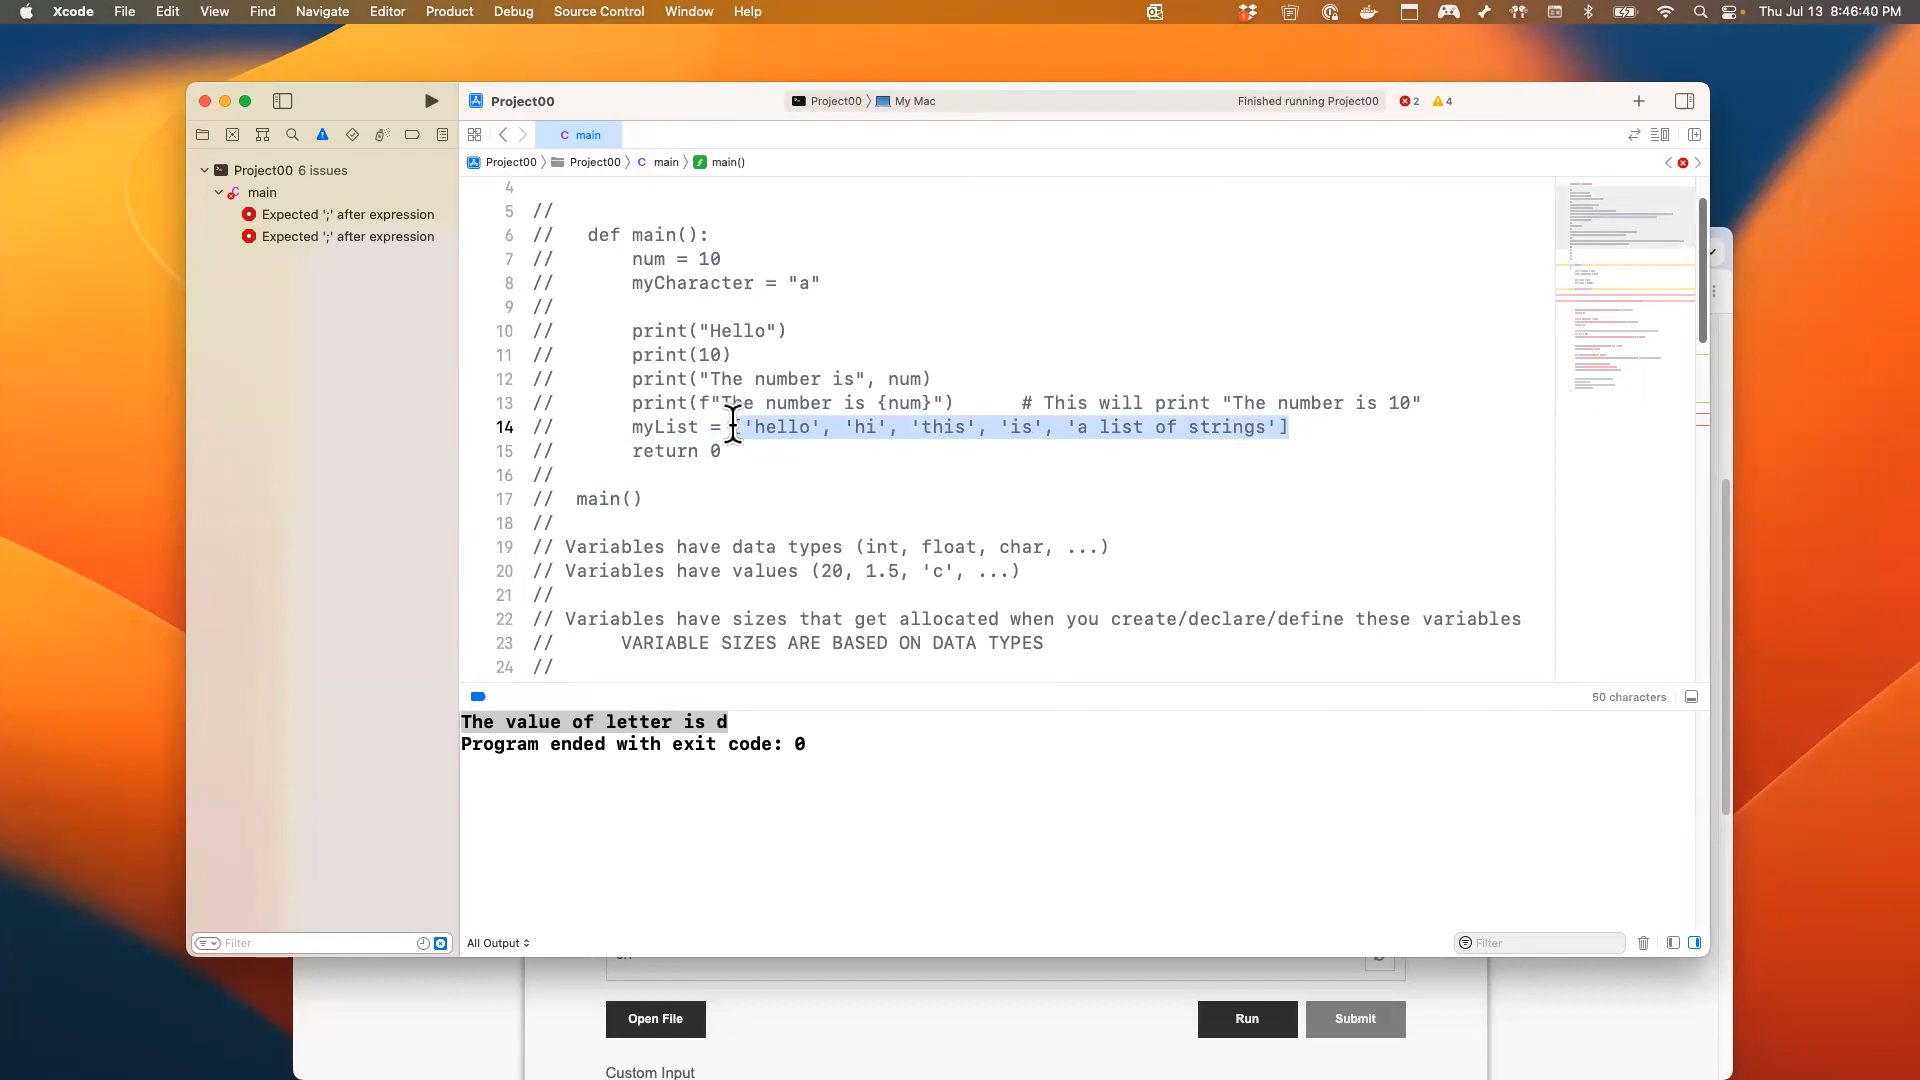 Xcode File Edit View Find Navigate Editor Product Debug Source Control Window Help Thu Jul 13 8:46:40 PM
Project00 Project00 My Mac Finished running Project00 2 4
main
Project00 Project00 main main()
Project00 6 issues
main
Expected ';' after expression
Expected ';' after expression
4
5 //
6 // def main():
7 // num = 10
8 // myCharacter = "a"
9 //
10 // print("Hello")
11 // print(10)
12 // print("The number is", num)
13 // print(f"The number is {num}") # This will print "The number is 10"
14 // myList = ['hello', 'hi', 'this', 'is', 'a list of strings']
15 // return 0
16 //
17 // main()
18 //
19 // Variables have data types (int, float, char, ...)
20 // Variables have values (20, 1.5, 'c', ...)
21 //
22 // Variables have sizes that get allocated when you create/declare/define these variables
23 // VARIABLE SIZES ARE BASED ON DATA TYPES
24 //
50 characters
The value of letter is d
Program ended with exit code: 0
Filter
All Output
Filter
Open File Run Submit
Custom Input